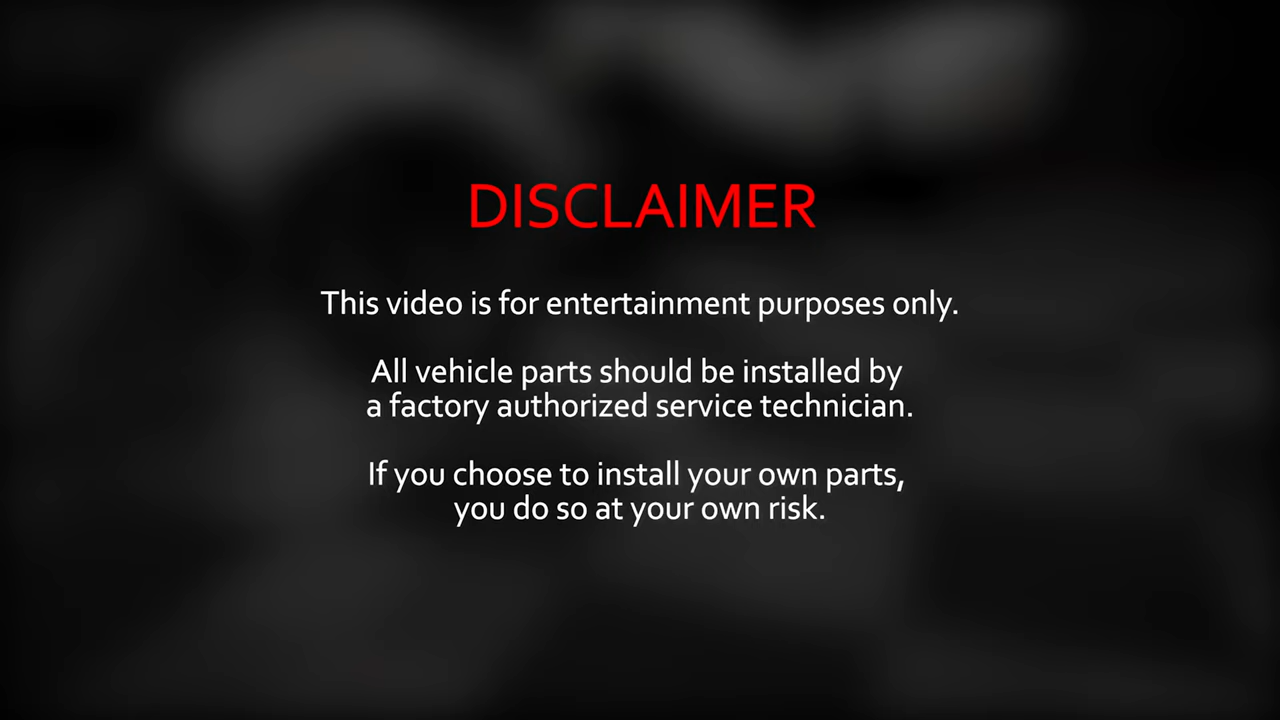 DISCLAIMER
This video is for entertainment purposes only.
All vehicle parts should be installed by
a factory authorized service technician.
If you choose to install your own parts,
you do so at your own risk.